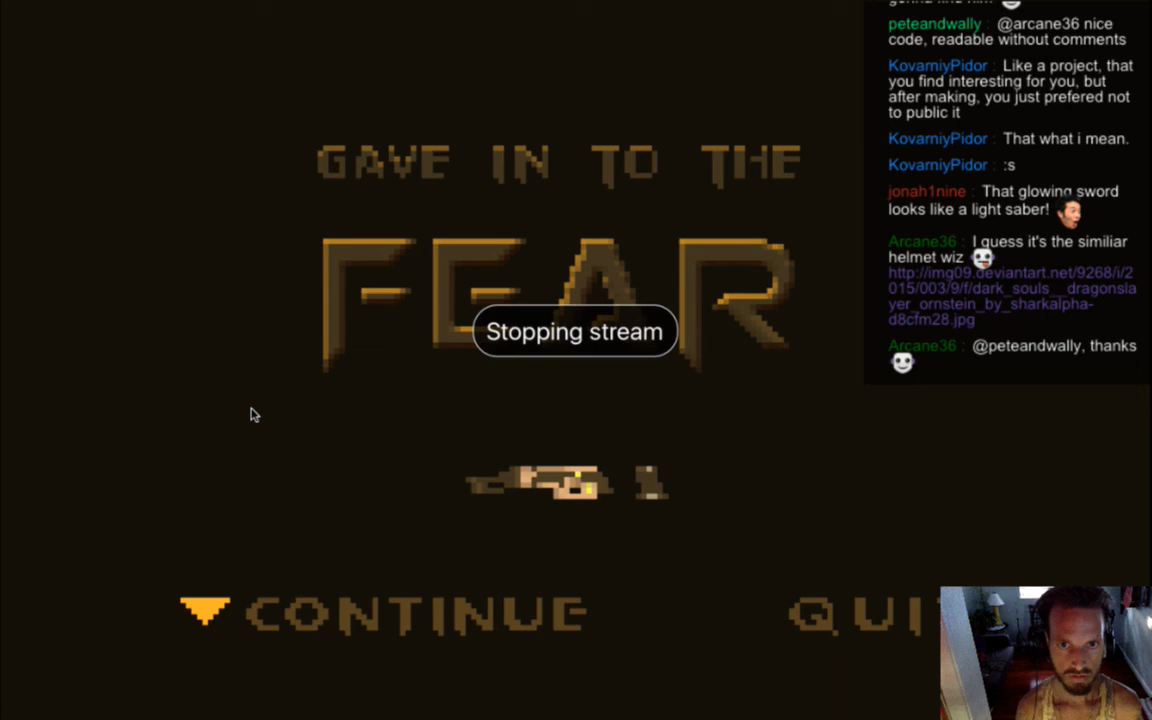 GAVE IN TO THE
FEAR
Stopping stream
CONTINUE
peteandwally : @arcane36 nice
code, readable without comments
KovarniyPidor : Like a project, that
you find interesting for you, but
after making, you just prefered not
to public it
KovarniyPidor : That what i mean.
KovarniyPidor : :s
jonah1nine : That glowing sword
looks like a light saber!
Arcane36 : I guess it's the similiar
helmet wiz
http://img09.deviantart.net/9268/i/2
015/003/9/f/dark_souls__dragonsla
yer_ornstein_by_sharkalpha-
d8cfm28.jpg
Arcane36 : @peteandwally, thanks